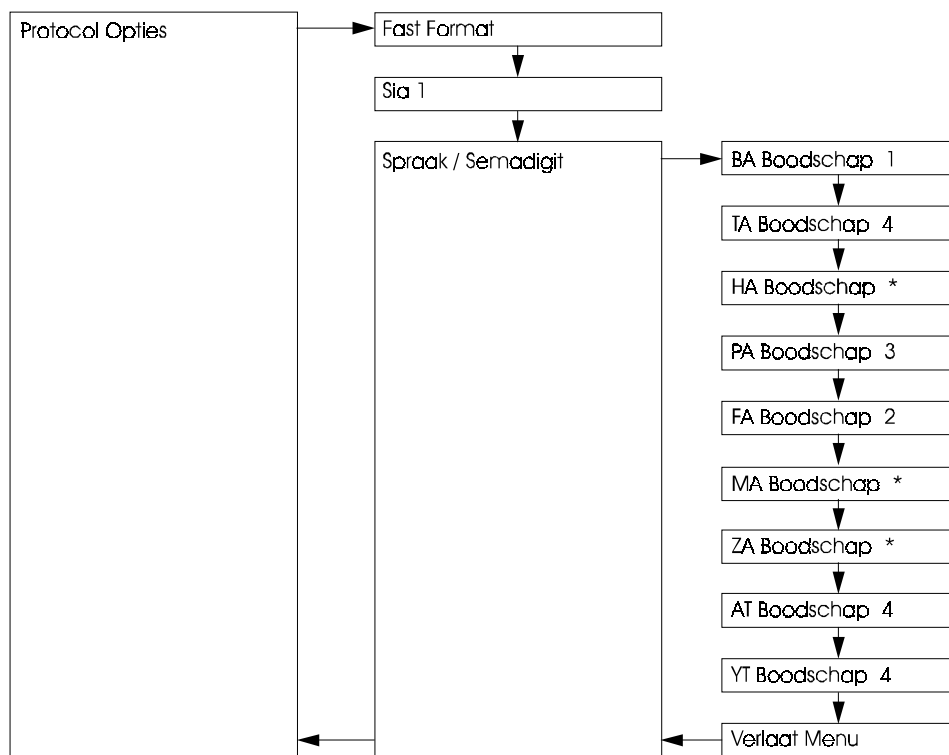 Protocol Opties
Fast Format
Sia 1
Spraak / Semadigit
BA Boodschap 1
TA Boodschap 4
HA Boodschap *
PA Boodschap 3
FA Boodschap 2
MA Boodschap *
ZA Boodschap *
AT Boodschap 4
YT Boodschap 4
Verlaat Menu